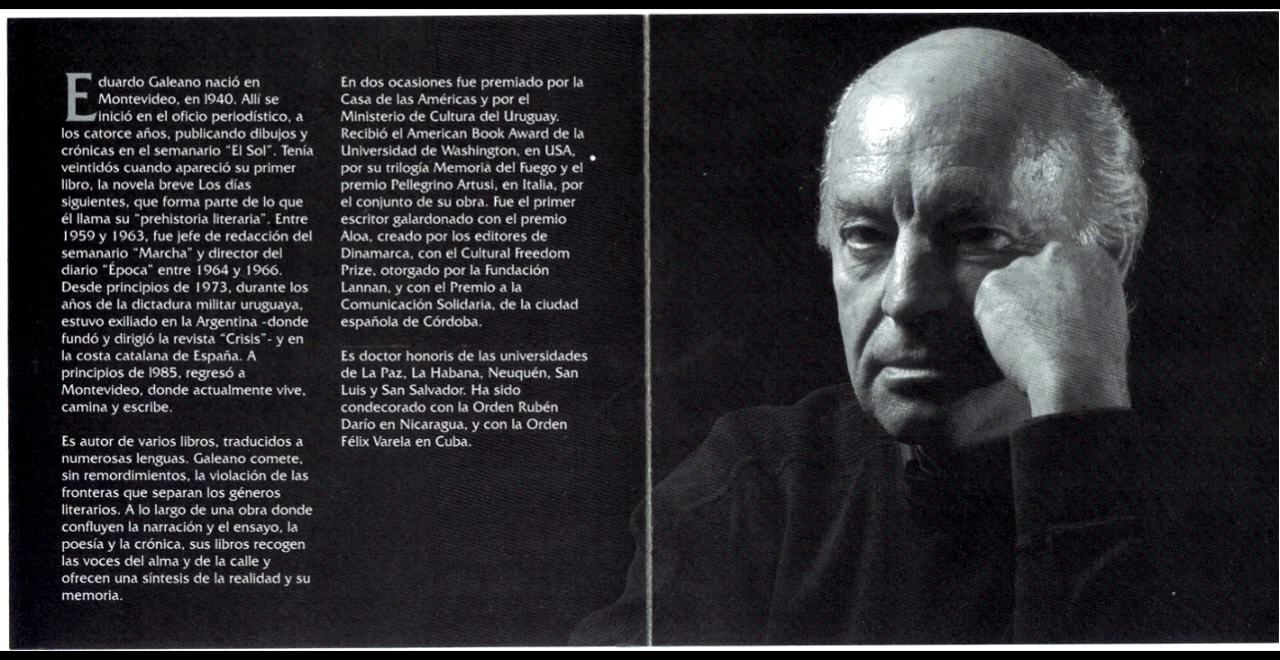 Eduardo Galeano nació en
Montevideo, en 1940. Allí se
inició en el oficio periodístico, a
los catorce años, publicando dibujos y
crónicas en el semanario "El Sol". Tenía
veintidós cuando apareció su primer
libro, la novela breve Los días
siguientes, que forma parte de lo que
él llama su "prehistoria literaria". Entre
1959 y 1963, fue jefe de redacción del
semanario "Marcha" y director del
diario "Época" entre 1964 y 1966.
Desde principios de 1973, durante los
años de la dictadura militar uruguaya,
estuvo exiliado en la Argentina -donde
fundó y dirigió la revista "Crisis"- y en
la costa catalana de España. A
principios de 1985, regresó a
Montevideo, donde actualmente vive,
camina y escribe.
Es autor de varios libros, traducidos a
numerosas lenguas. Galeano comete,
sin remordimientos, la violación de las
fronteras que separan los géneros
literarios. A lo largo de una obra donde
confluyen la narración y el ensayo, la
poesía y la crónica, sus libros recogen
las voces del alma y de la calle y
ofrecen una síntesis de la realidad y su
memoria.
En dos ocasiones fue premiado por la
Casa de las Américas y por el
Ministerio de Cultura del Uruguay.
Recibió el American Book Award de la
Universidad de Washington, en USA,
por su trilogía Memoria del Fuego y el
premio Pellegrino Artusi, en Italia, por
el conjunto de su obra. Fue el primer
escritor galardonado con el premio
Aloa, creado por los editores de
Dinamarca, con el Cultural Freedom
Prize, otorgado por la Fundación
Lannan, y con el Premio a la
Comunicación Solidaria, de la ciudad
española de Córdoba.
Es doctor honoris de las universidades
de La Paz, La Habana, Neuquén, San
Luis y San Salvador. Ha sido
condecorado con la Orden Rubén
Darío en Nicaragua, y con la Orden
Félix Varela en Cuba.